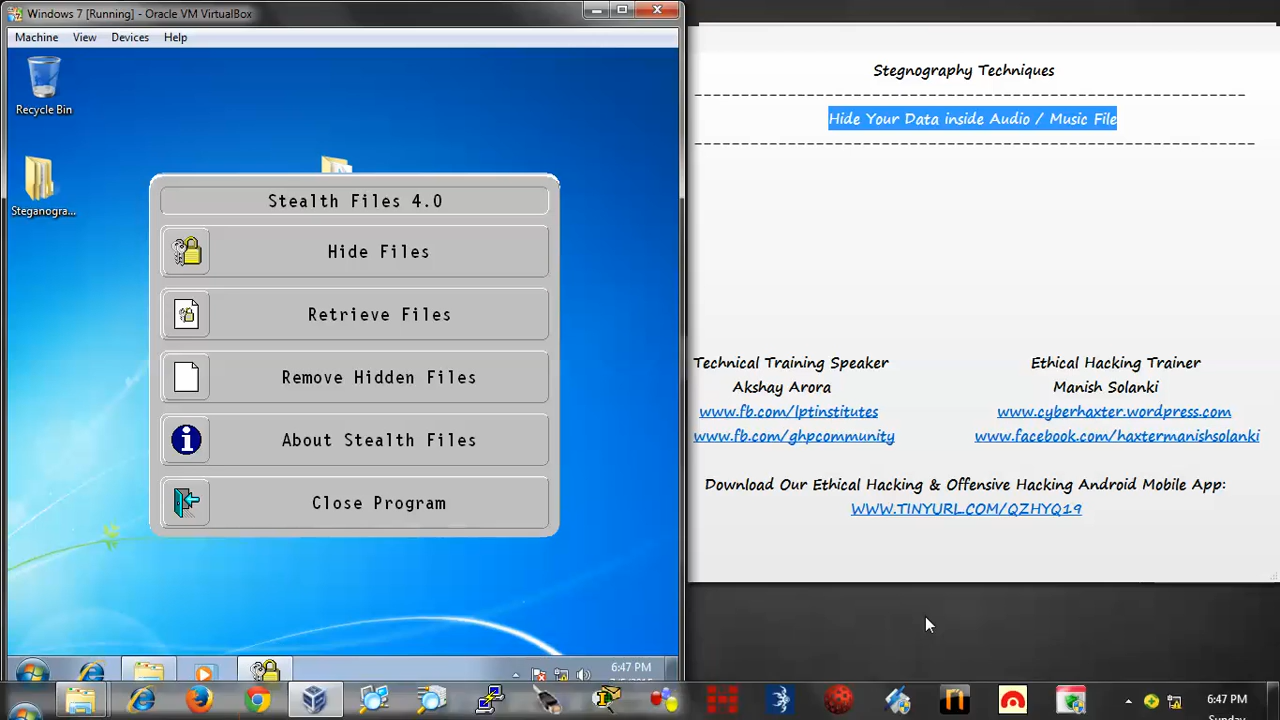 Windows 7 [Running] - Oracle VM VirtualBox
Machine View Devices Help
Recycle Bin
Steganogra...
Stealth Files 4.0
Hide Files
Retrieve Files
Remove Hidden Files
About Stealth Files
Close Program
6:47 PM
Stegnography Techniques
Hide Your Data inside Audio / Music File
Technical Training Speaker
Akshay Arora
www.fb.com/lptinstitutes
www.fb.com/ghpcommunity
Ethical Hacking Trainer
Manish Solanki
www.cyberhaxter.wordpress.com
www.facebook.com/haxtermanishsolanki
Download Our Ethical Hacking & Offensive Hacking Android Mobile App:
WWW.TINYURL.COM/QZHYQ19
6:47 PM
Sunday